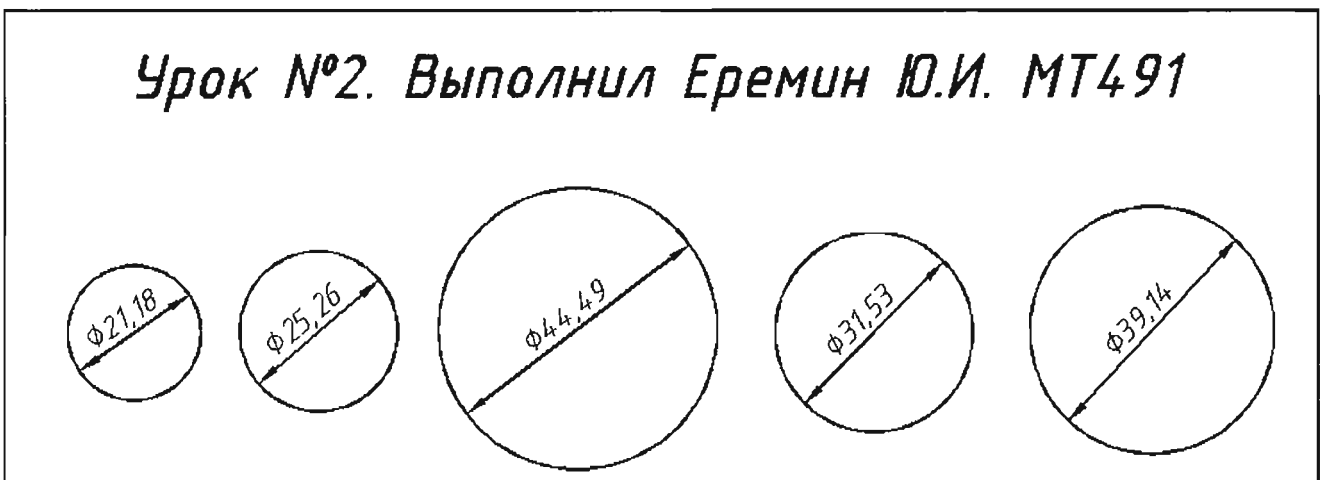 Урок №2. Выполнил Еремин Ю.И. МТ491
Φ21,18
Φ25,26
Φ44,49
Φ31,53
Φ39,14